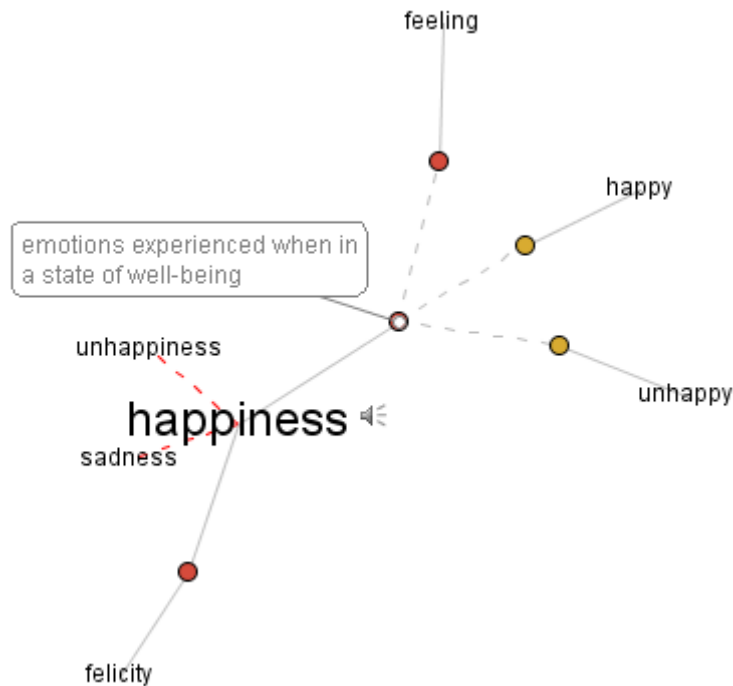 feeling
happy
emotions experienced when in
a state of well-being
unhappiness
unhappy
happiness
sadness
felicity